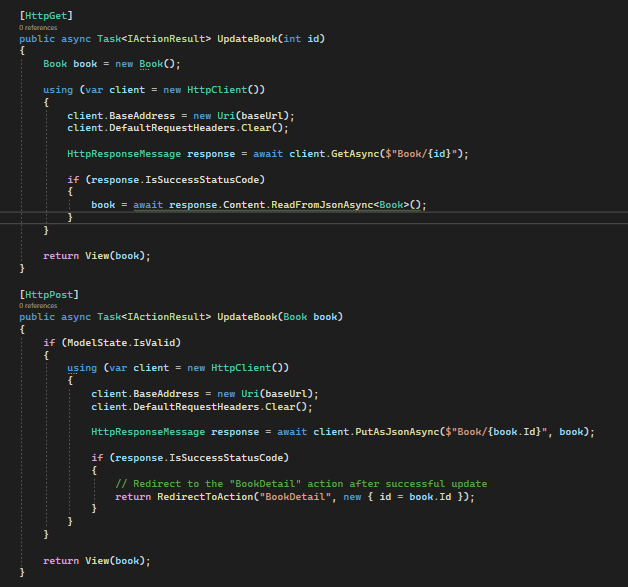 [HttpGet]
0 references
public async Task<IActionResult> UpdateBook(int id)
{
Book book = new Book();
using (var client = new HttpClient())
{
client.BaseAddress = new Uri(baseUrl);
client.DefaultRequestHeaders.Clear();
HttpResponseMessage response = await client.GetAsync($"Book/{id}");
if (response.IsSuccessStatusCode)
{
book = await response.Content.ReadFromJsonAsync<Book>();
}
}
return View(book);
}
[HttpPost]
0 references
public async Task<IActionResult> UpdateBook(Book book)
{
if (ModelState.IsValid)
{
using (var client = new HttpClient())
{
client.BaseAddress = new Uri(baseUrl);
client.DefaultRequestHeaders.Clear();
HttpResponseMessage response = await client.PutAsJsonAsync($"Book/{book.Id}", book);
if (response.IsSuccessStatusCode)
{
// Redirect to the "BookDetail" action after successful update
return RedirectToAction("BookDetail", new { id = book.Id });
}
}
}
return View(book);
}